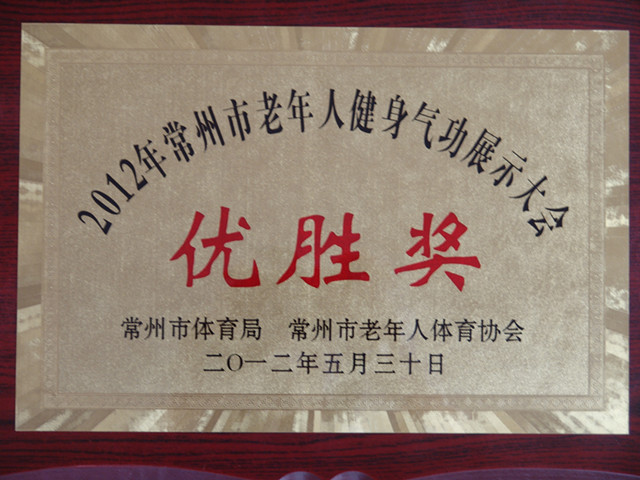 2012年常州市老年人健身气功展示大会
优胜奖
常州市体育局 常州市老年人体育协会
二〇一二年五月三十日